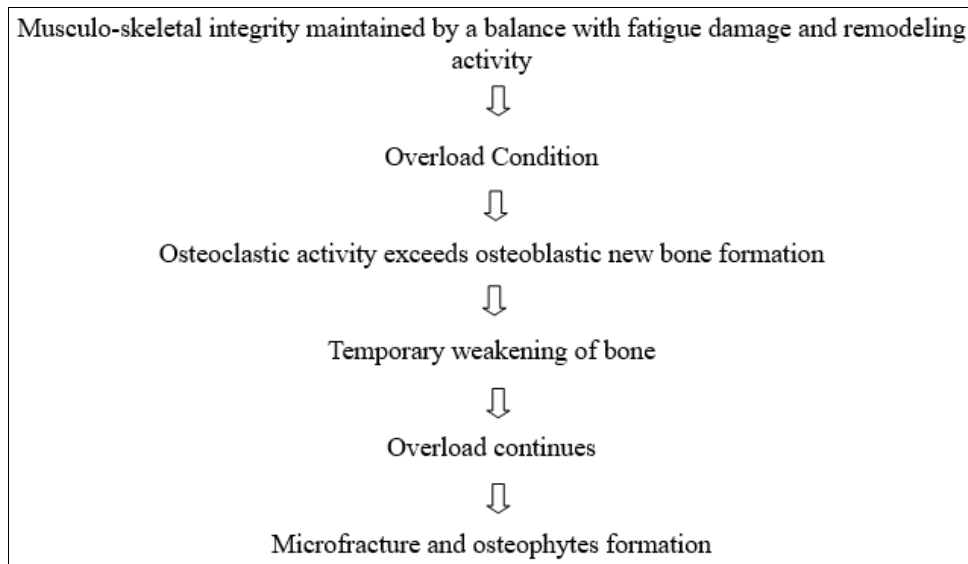 Musculo-skeletal integrity maintained by a balance with fatigue damage and remodeling
activity
Overload Condition
Osteoclastic activity exceeds osteoblastic new bone formation
Temporary weakening of bone
Overload continues
Microfracture and osteophytes formation